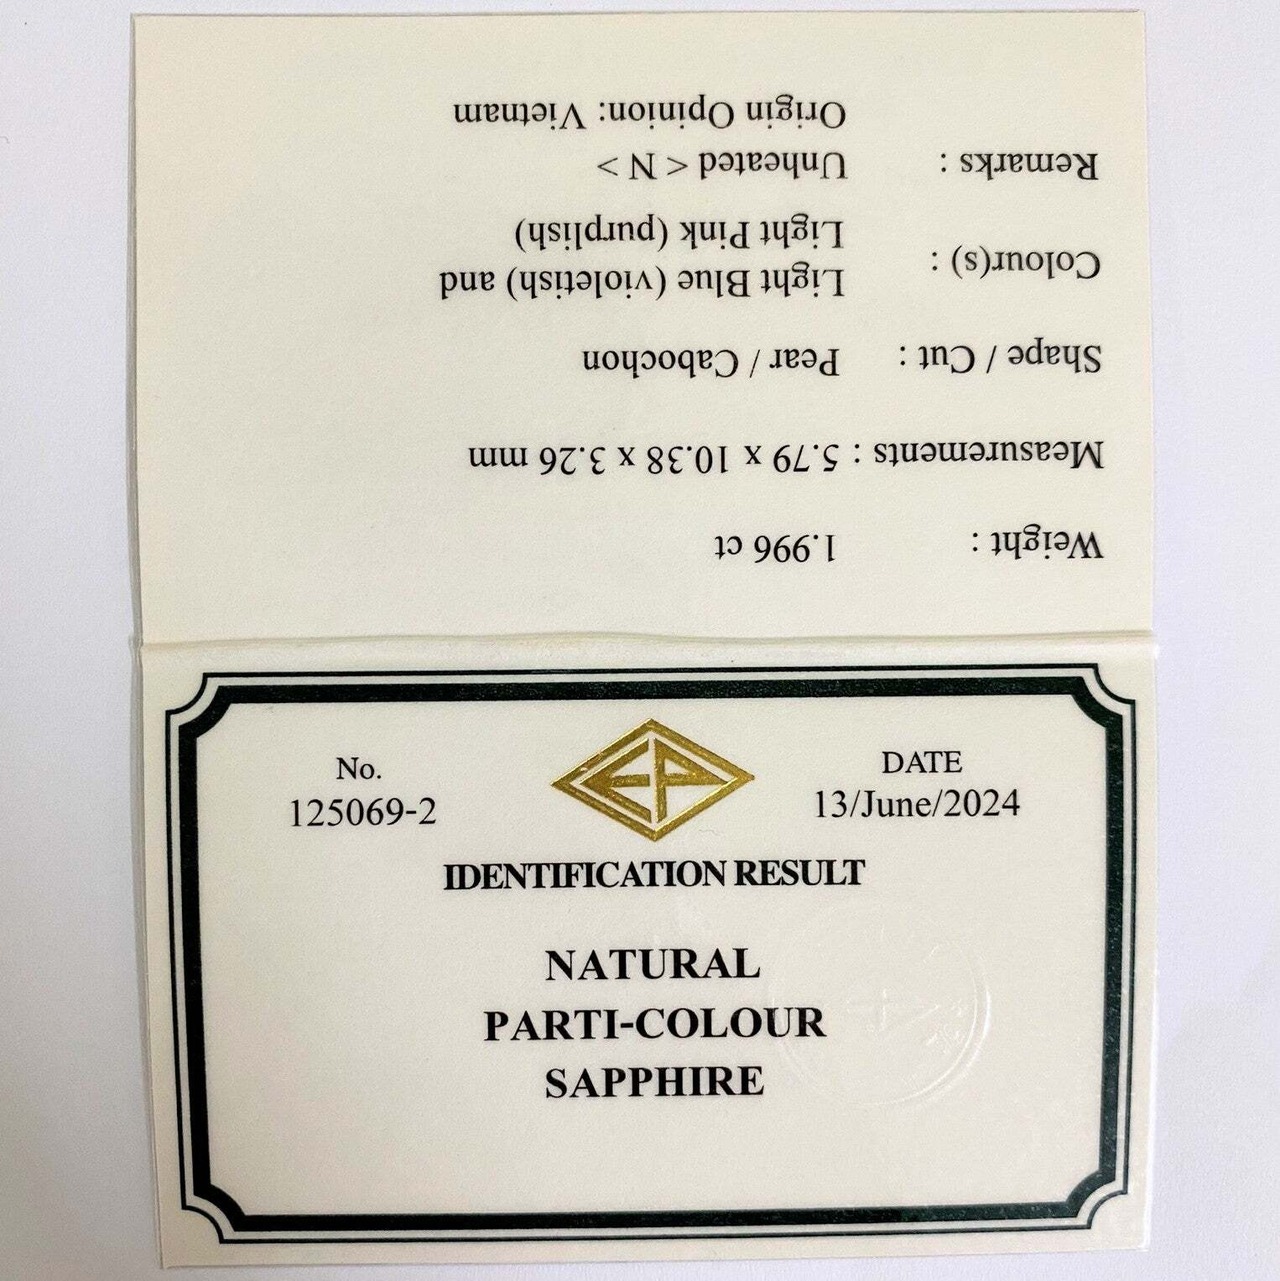 Weight : 1.996 ct
Measurements : 5.79 x 10.38 x 3.26 mm
Shape / Cut : Pear / Cabochon
Colour(s) : Light Blue (violetish) and
Light Pink (purplish)
Remarks : Unheated < N >
Origin Opinion: Vietnam
No.
125069-2
EP
DATE
13/June/2024
IDENTIFICATION RESULT
NATURAL
PARTI-COLOUR
SAPPHIRE